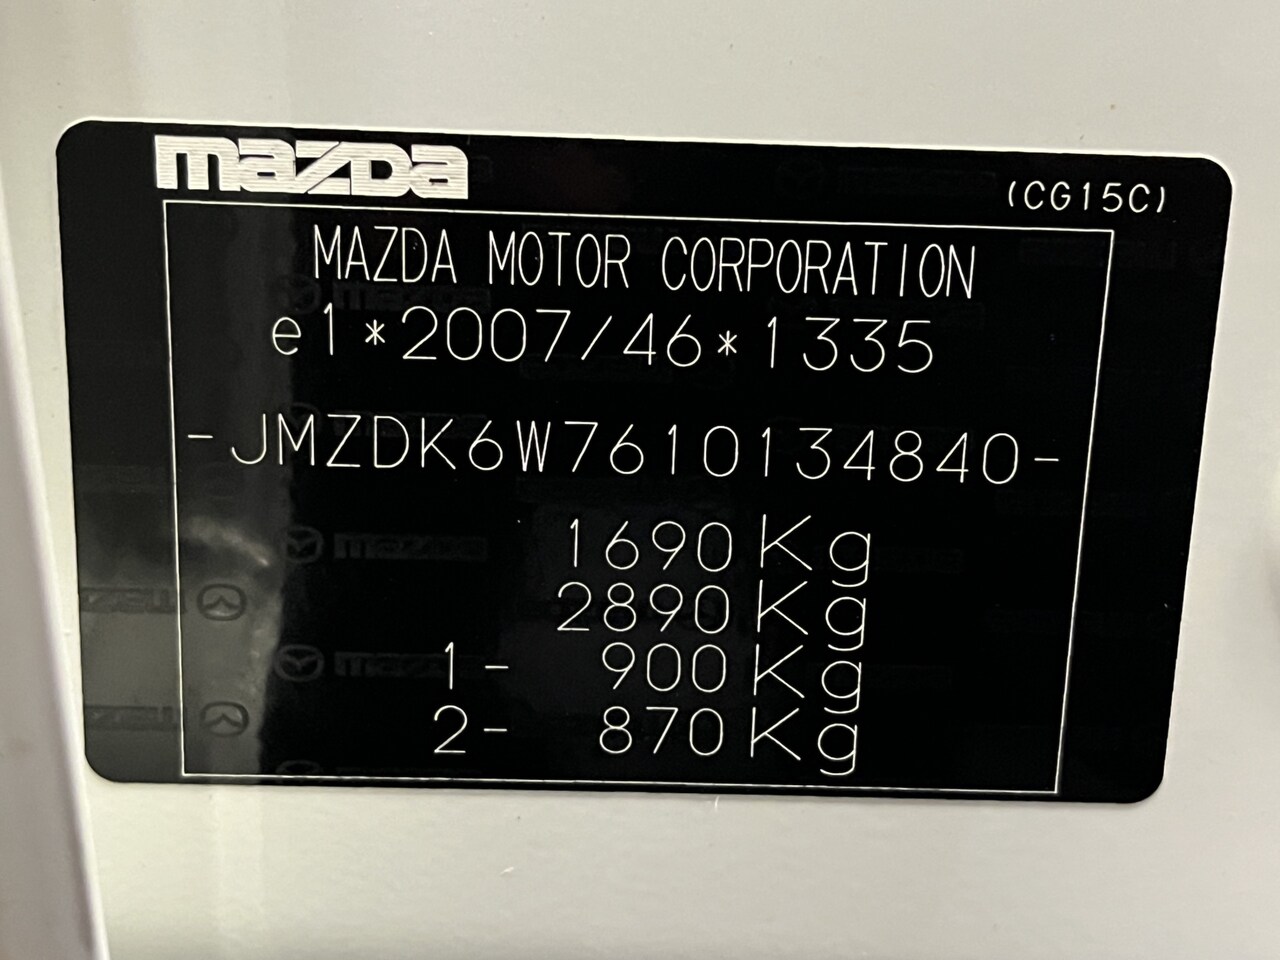 mazda
(CG15C)
MAZDA MOTOR CORPORATION
e1*2007/46*1335
-JMZDK6W7610134840-
1690Kg
2890Kg
1- 900Kg
2- 870Kg